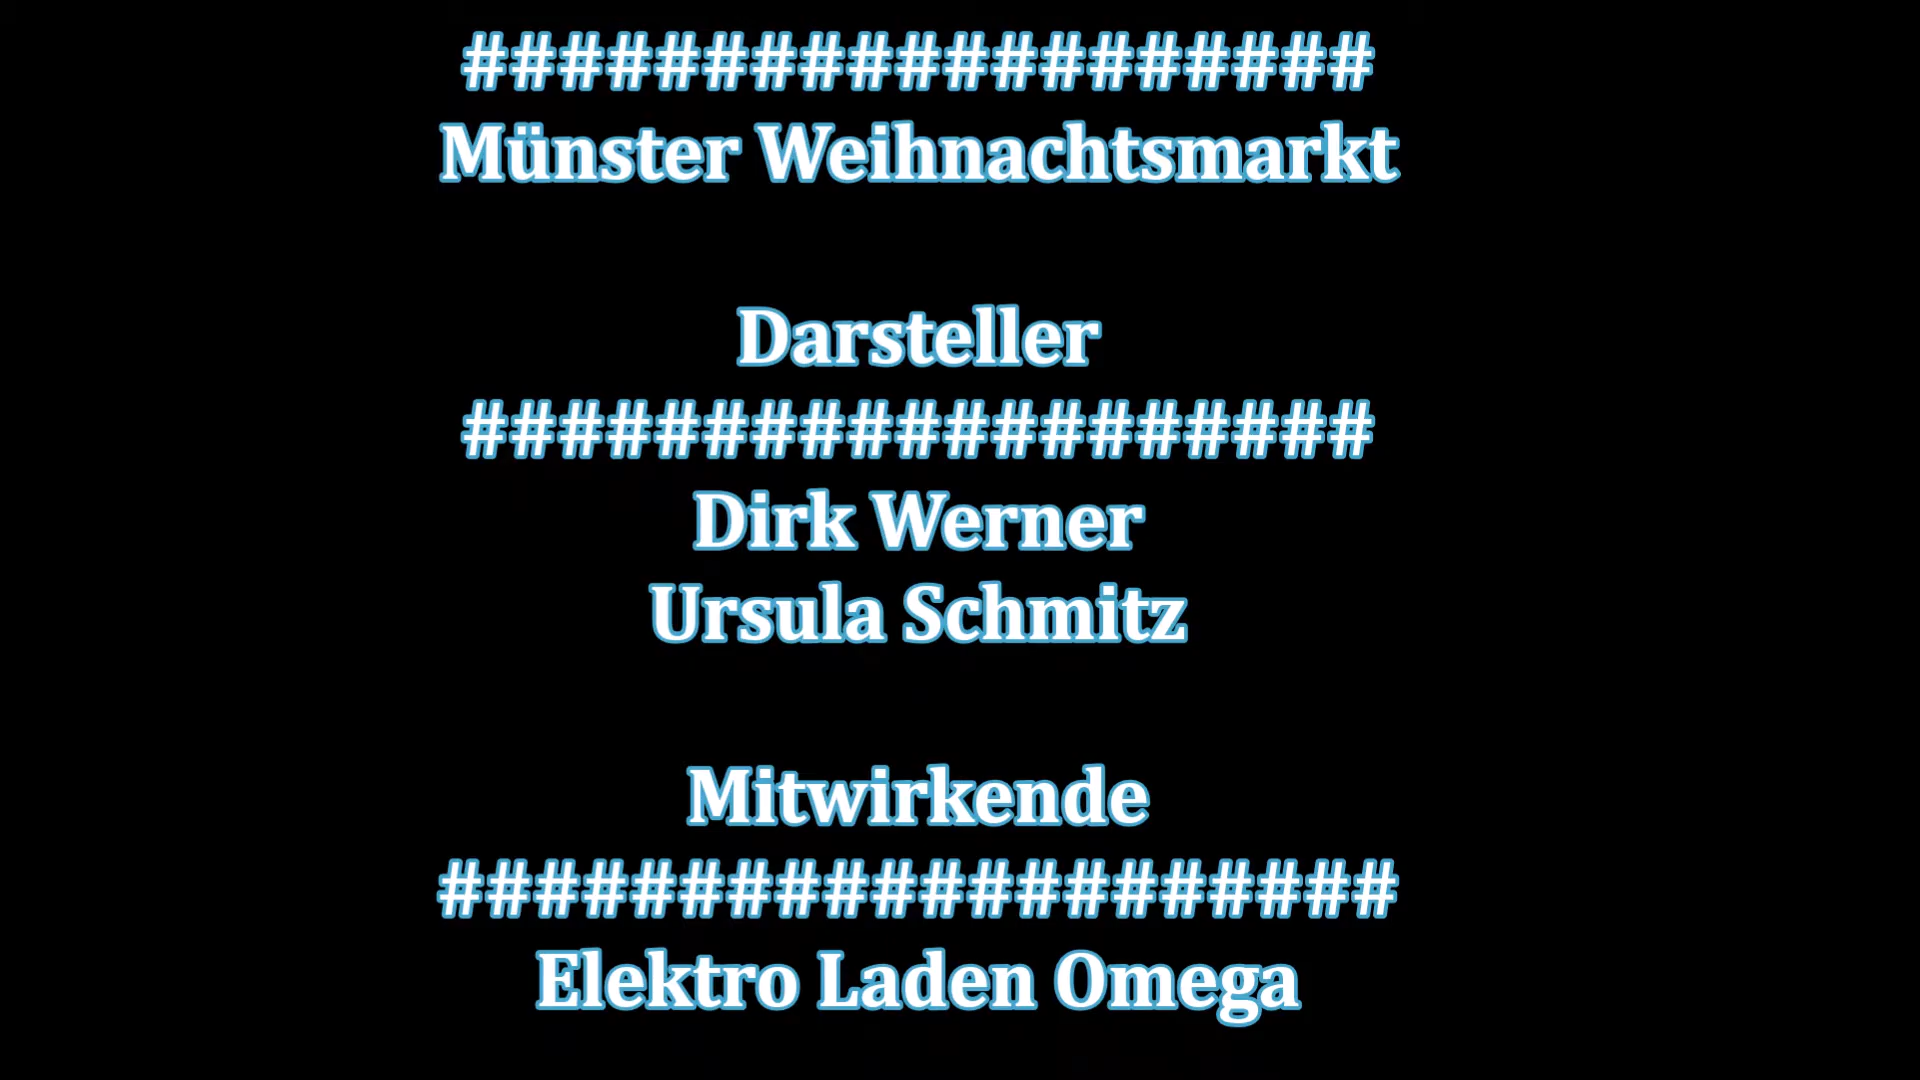 ###################
Münster Weihnachtsmarkt
Darsteller
###################
Dirk Werner
Ursula Schmitz
Mitwirkende
####################
Elektro Laden Omega